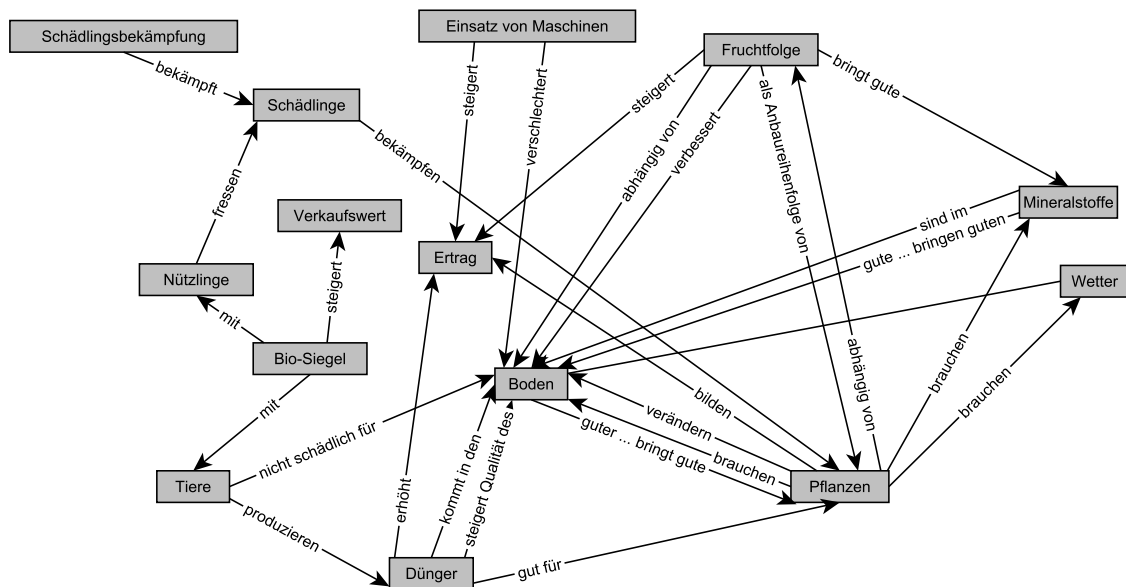 Schädlingsbekämpfung
Einsatz von Maschinen
Fruchtfolge
bekämpft
steigert
verschlechtert
steigert
abhängig von
verbessert
als Anbaureihenfolge von
bringt gute
Schädlinge
bekämpfen
fressen
Verkaufswert
Ertrag
Mineralstoffe
sind im
gute ... bringen guten
Nützlinge
steigert
Wetter
mit
Bio-Siegel
Boden
mit
nicht schädlich für
verändern
bilden
abhängig von
brauchen
brauchen
guter ... bringt gute
brauchen
Tiere
Pflanzen
produzieren
erhöht
kommt in den
steigert Qualität des
gut für
Dünger